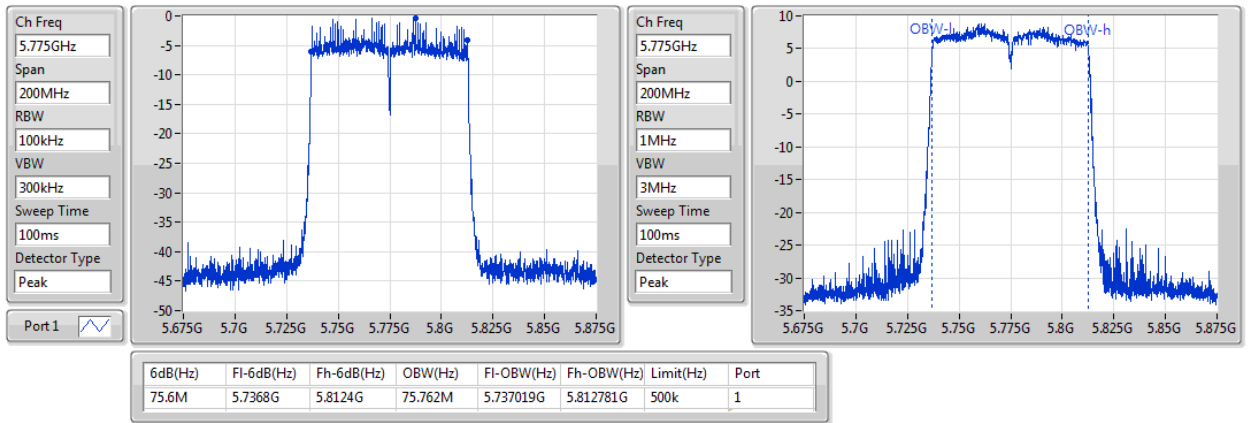 Ch Freq
5.775GHz
Span
200MHz
RBW
100kHz
VBW
300kHz
Sweep Time
100ms
Detector Type
Peak
Port 1
0
-5
-10
-15
-20
-25
-30
-35
-40
-45
-50
5.675G 5.7G 5.725G 5.75G 5.775G 5.8G 5.825G 5.85G 5.875G
Ch Freq
5.775GHz
Span
200MHz
RBW
1MHz
VBW
3MHz
Sweep Time
100ms
Detector Type
Peak
10
5
0
-5
-10
-15
-20
-25
-30
-35
OBW-l OBW-h
5.675G 5.7G 5.725G 5.75G 5.775G 5.8G 5.825G 5.85G 5.875G
6dB(Hz) Fl-6dB(Hz) Fh-6dB(Hz) OBW(Hz) Fl-OBW(Hz) Fh-OBW(Hz) Limit(Hz) Port
75.6M 5.7368G 5.8124G 75.762M 5.737019G 5.812781G 500k 1